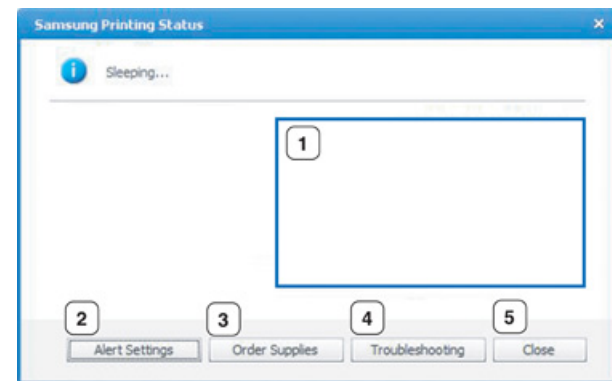 Samsung Printing Status
Sleeping...
1
2 3 4 5
Alert Settings Order Supplies Troubleshooting Close